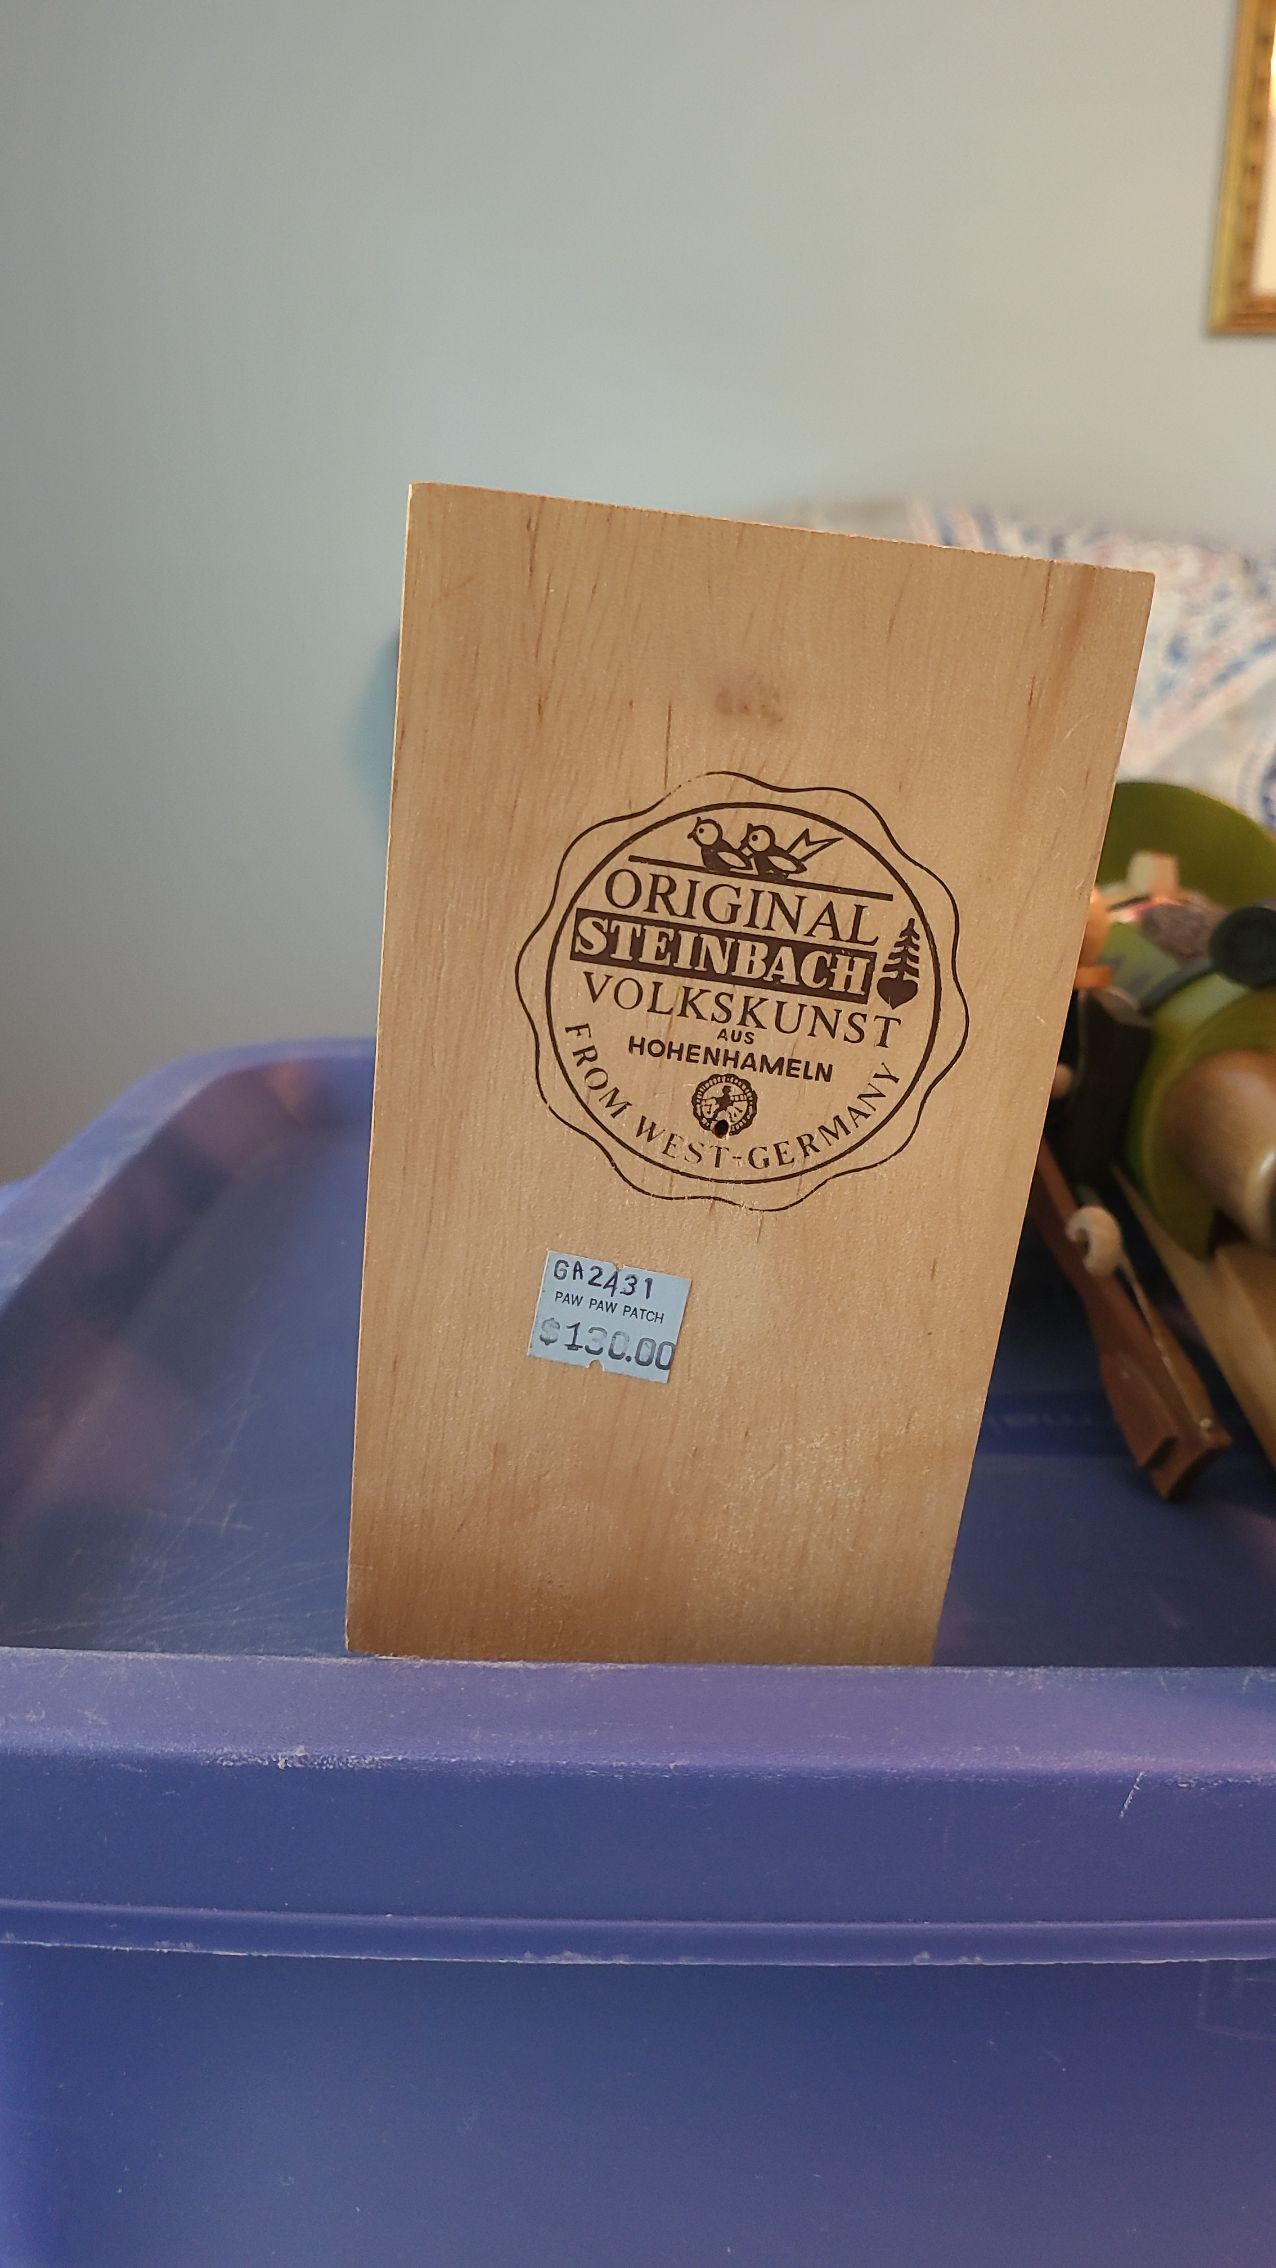 ORIGINAL
STEINBACH
VOLKSKUNST
AUS
HOHENHAMELN
FROM WEST-GERMANY
GA2431
PAW PAW PATCH
$130.00